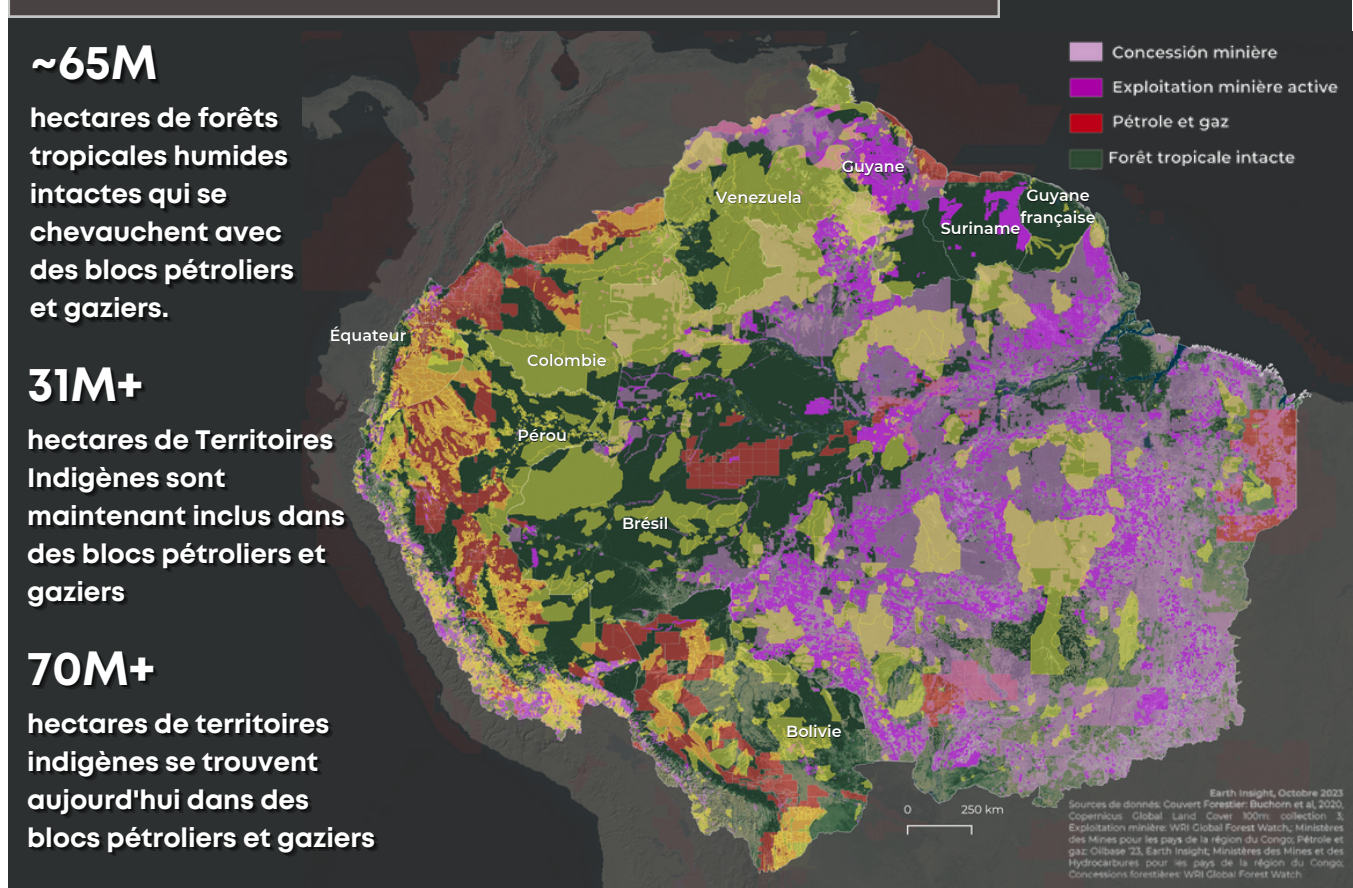 ~65M
hectares de forêts
tropicales humides
intactes qui se
chevauchent avec
des blocs pétroliers
et gaziers.
31M+
hectares de Territoires
Indigènes sont
maintenant inclus dans
des blocs pétroliers et
gaziers
70M+
hectares de territoires
indigènes se trouvent
aujourd'hui dans des
blocs pétroliers et gaziers
Concessión minière
Exploitation minière active
Pétrole et gaz
Forêt tropicale intacte
Guyane
Venezuela
Guyane
française
Suriname
Équateur
Colombie
Pérou
Brésil
Bolivie
0 250 km
Earth Insight, Octobre 2023
Sources de donnés: Couvert Forestier: Buchorn et al, 2020,
Copernicus Global Land Cover 100m: collection 3,
Exploitation minière: WRI Global Forest Watch,; Ministères
des Mines pour les pays de la région du Congo; Pétrole et
gaz: Oilbase '23, Earth Insight; Ministères des Mines et des
Hydrocarbures pour les pays de la région du Congo;
Concessions forestières: WRI Global Forest Watch